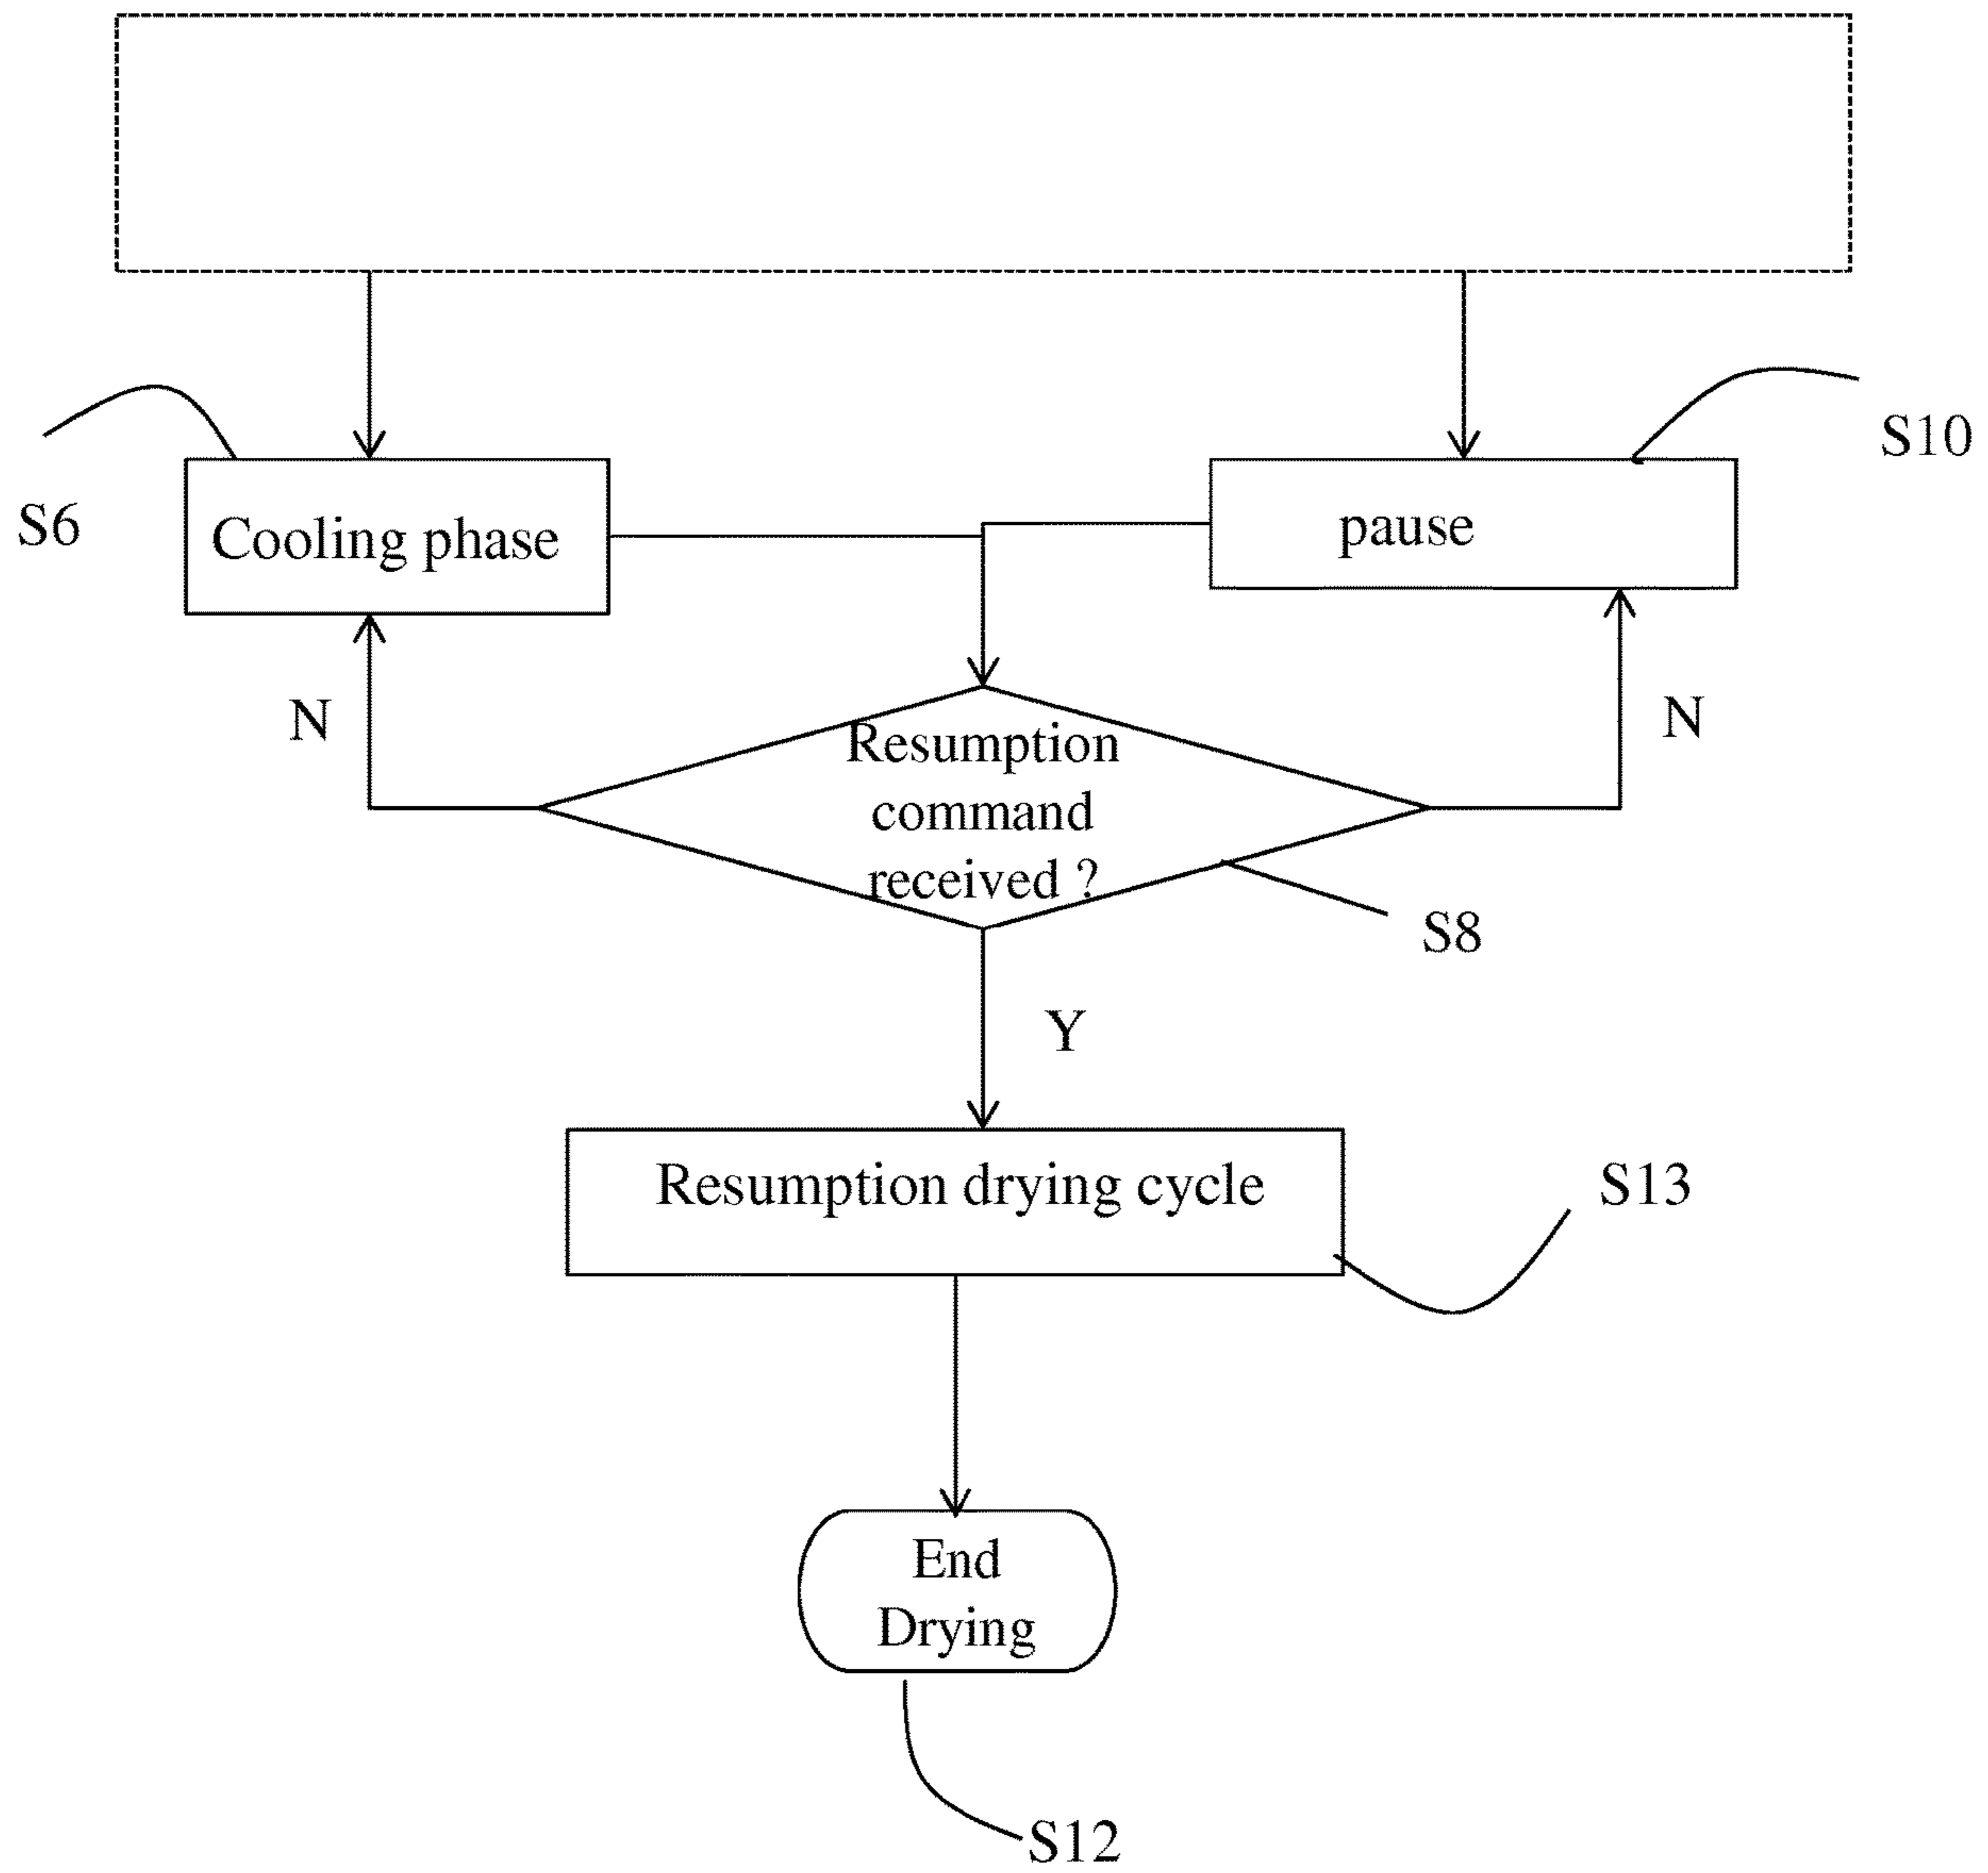 S10
S6
Cooling phase
pause
N
N
Resumption
command
received ?
S8
Y
Resumption drying cycle
S13
End
Drying
S12